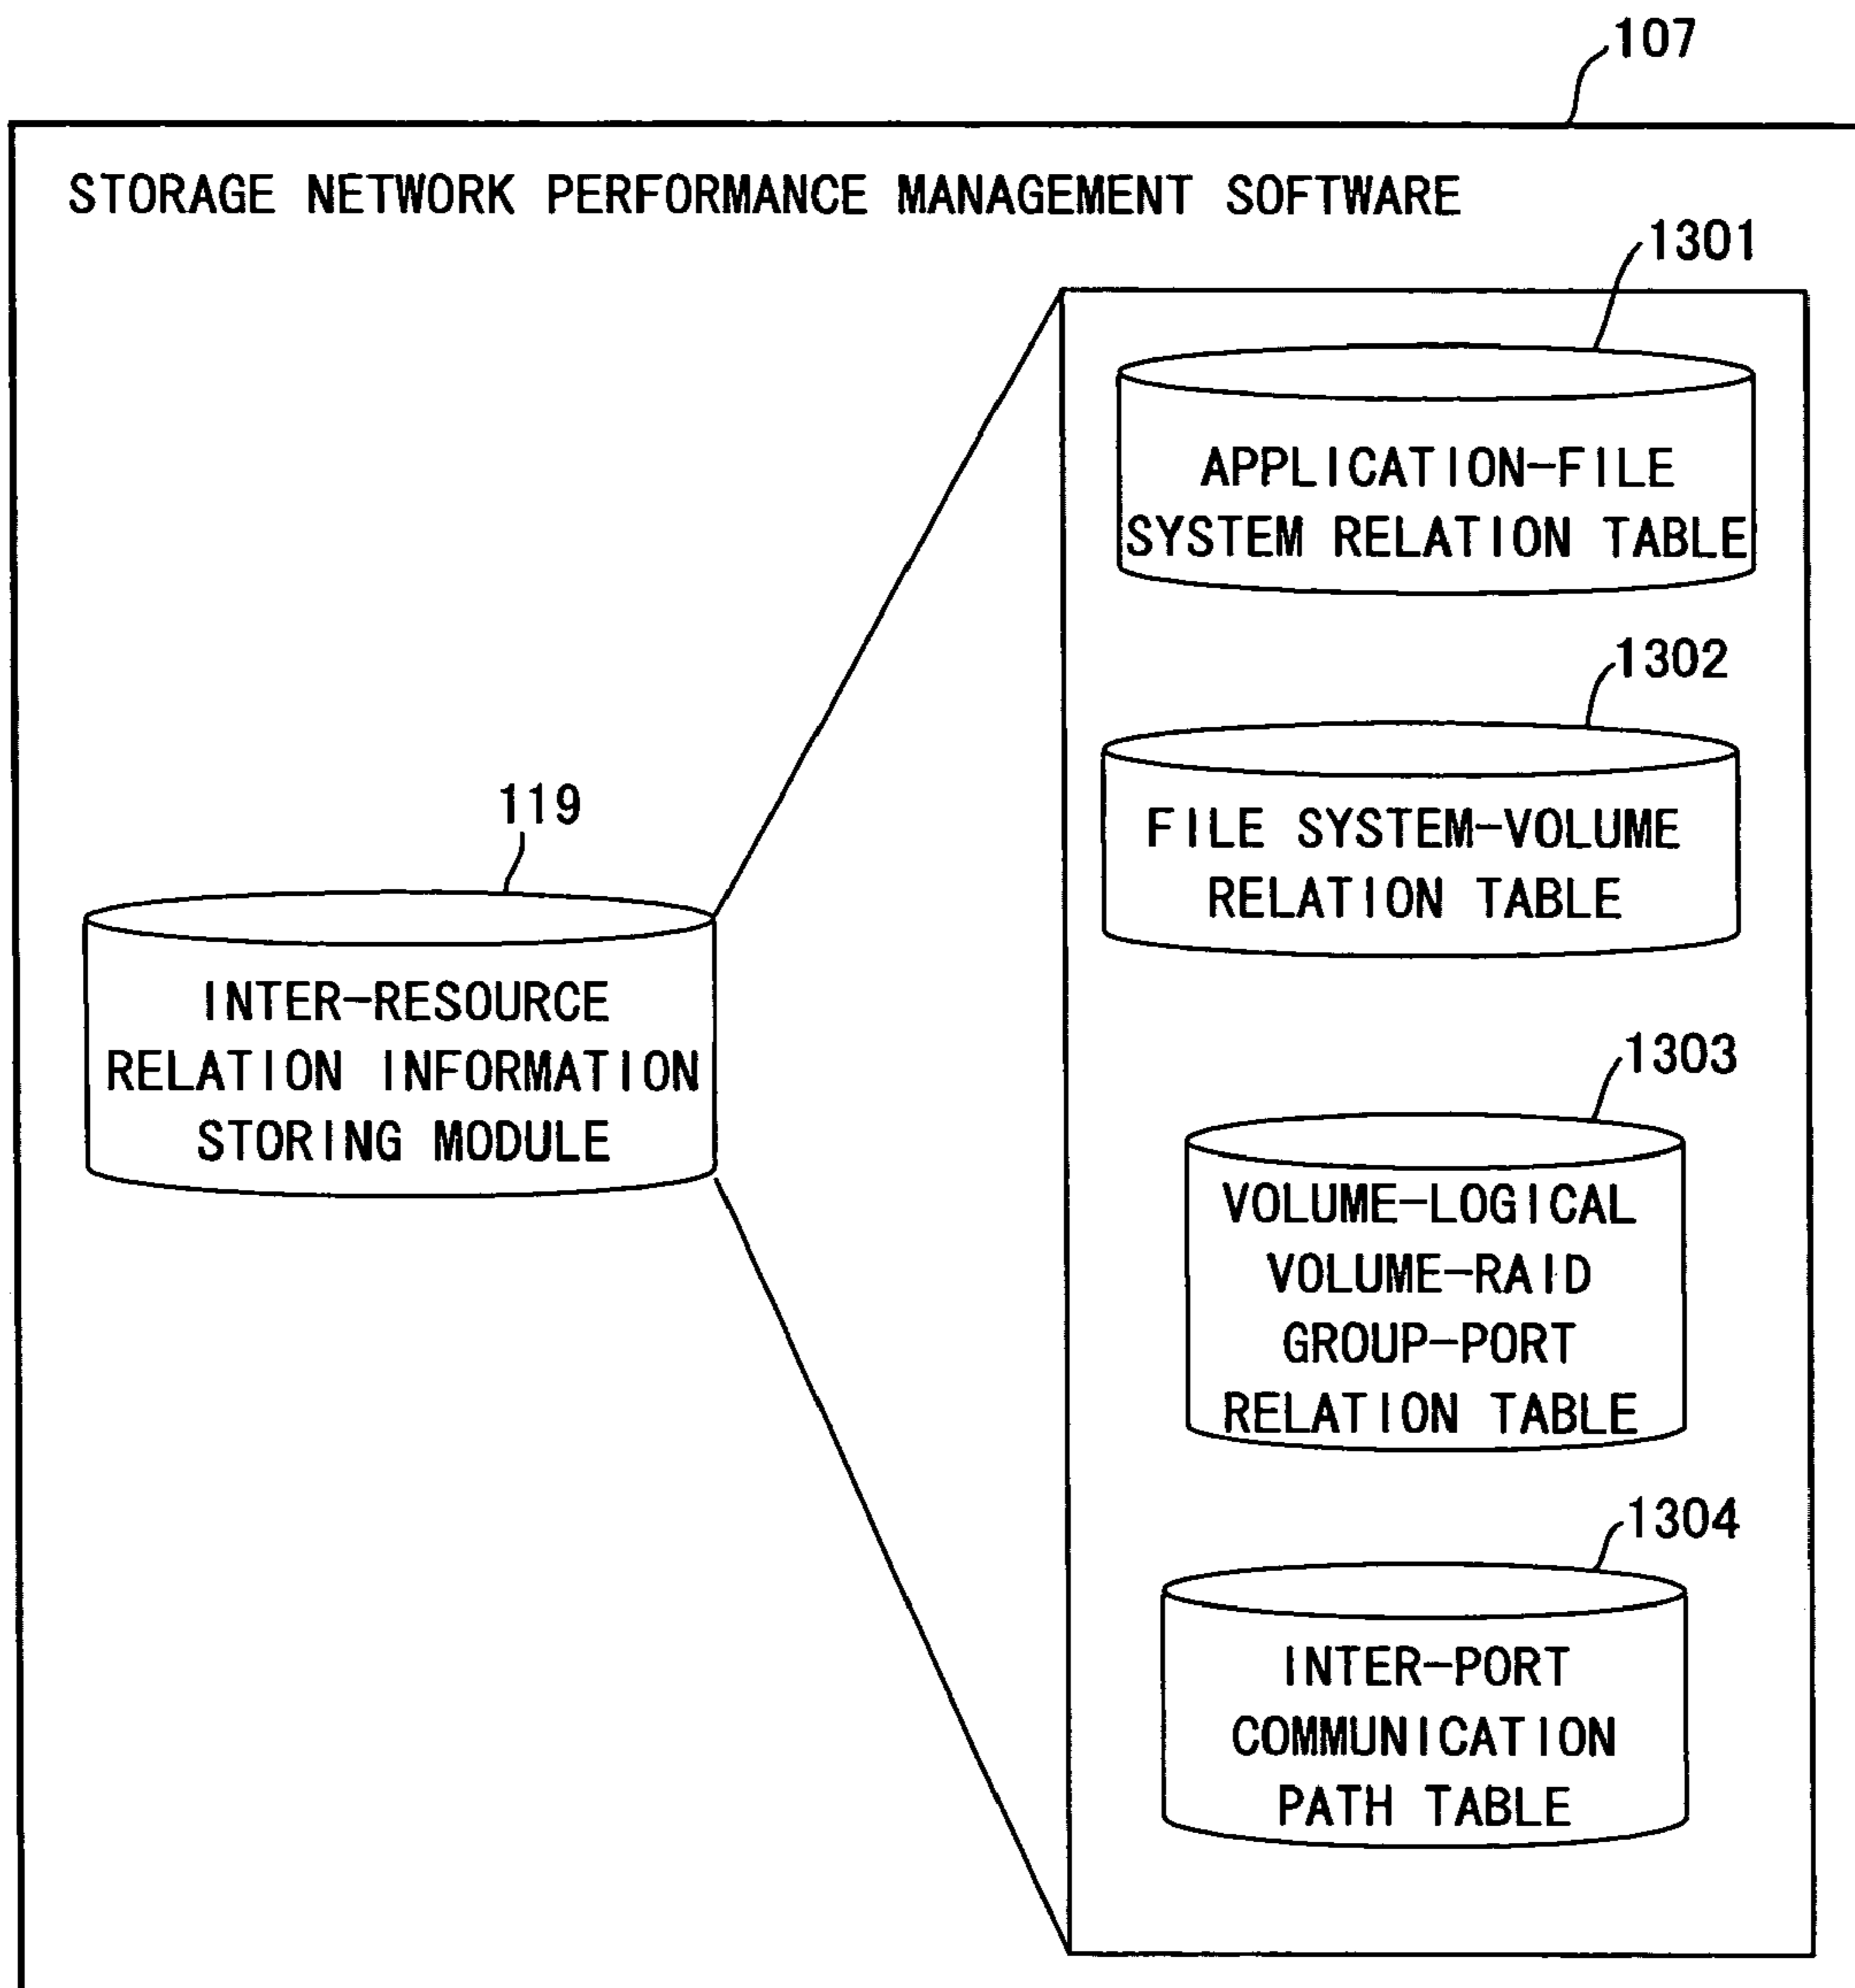 107
STORAGE NETWORK PERFORMANCE MANAGEMENT SOFTWARE
1301
APPLICATION-FILE
SYSTEM RELATION TABLE
1302
FILE SYSTEM-VOLUME
RELATION TABLE
119
INTER-RESOURCE
RELATION INFORMATION
STORING MODULE
1303
VOLUME-LOGICAL
VOLUME-RAID
GROUP-PORT
RELATION TABLE
1304
INTER-PORT
COMMUNICATION
PATH TABLE